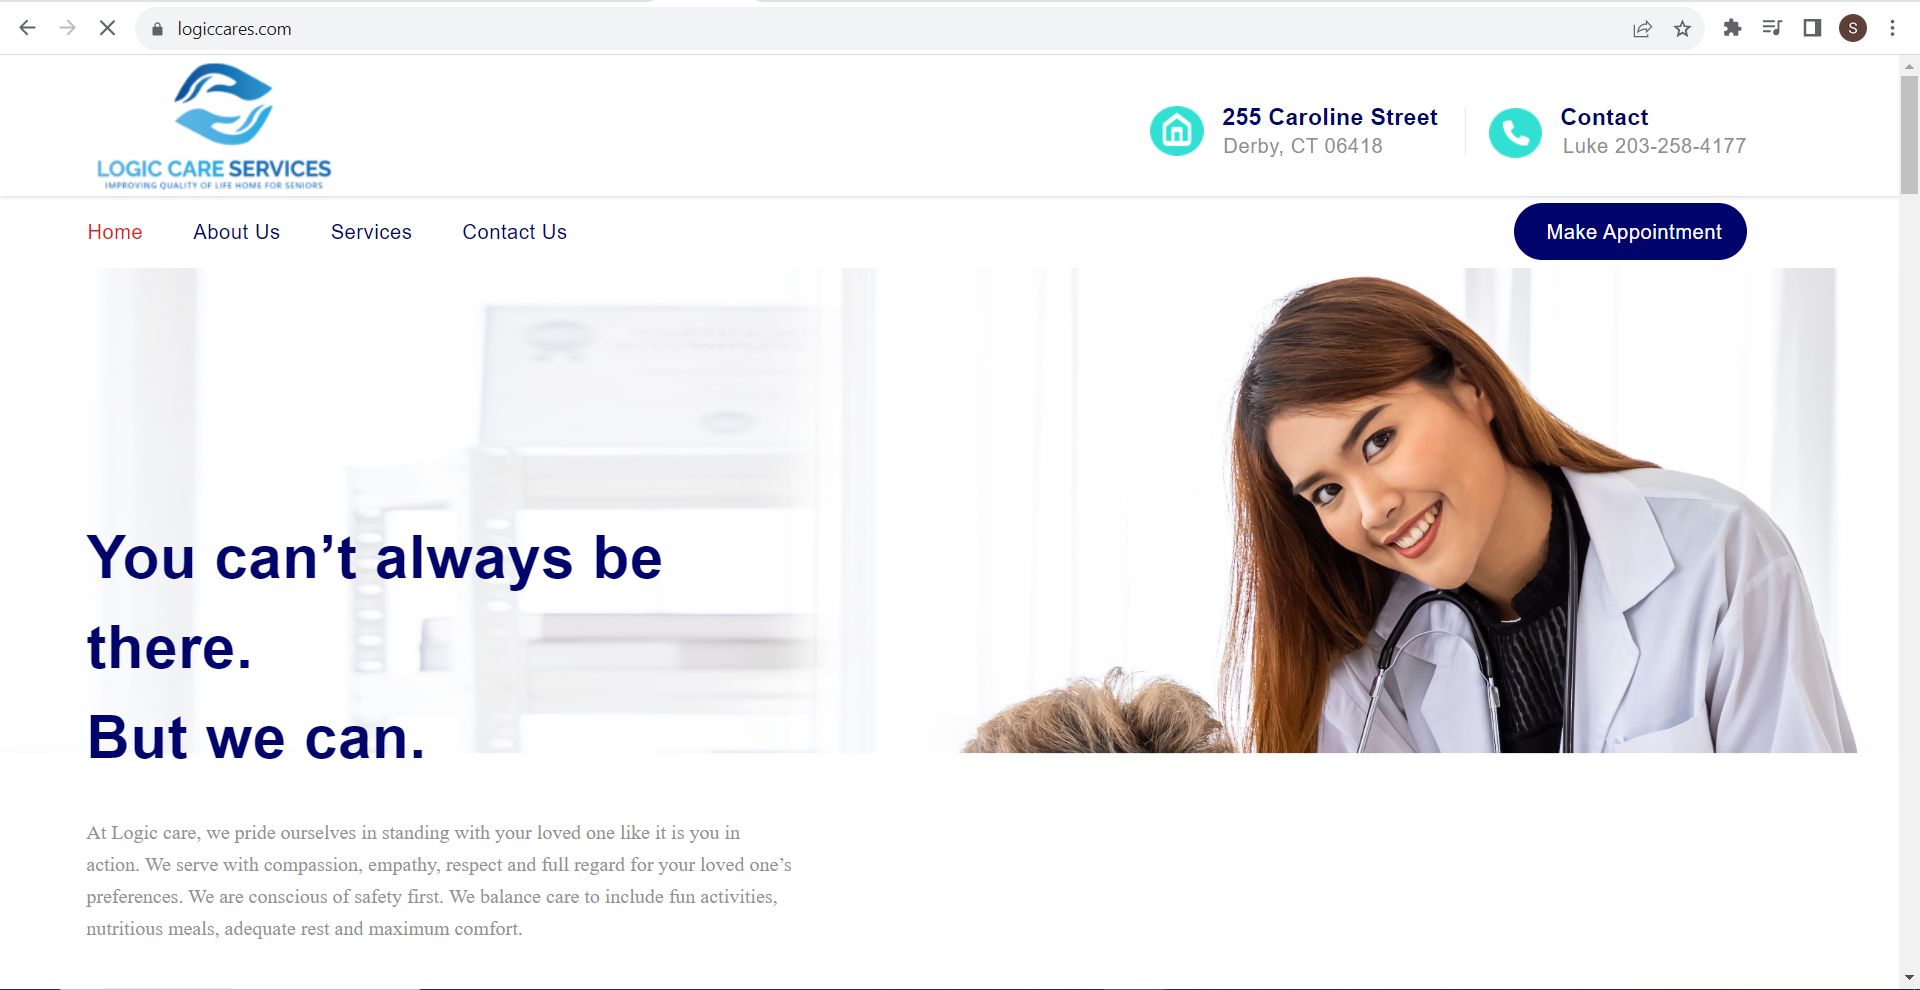 logiccares.com
S
LOGIC CARE SERVICES
IMPROVING QUALITY OF LIFE HOME FOR SENIORS
255 Caroline Street
Derby, CT 06418
Contact
Luke 203-258-4177
Home
About Us
Services
Contact Us
Make Appointment
You can’t always be
there.
But we can.
At Logic care, we pride ourselves in standing with your loved one like it is you in
action. We serve with compassion, empathy, respect and full regard for your loved one’s
preferences. We are conscious of safety first. We balance care to include fun activities,
nutritious meals, adequate rest and maximum comfort.